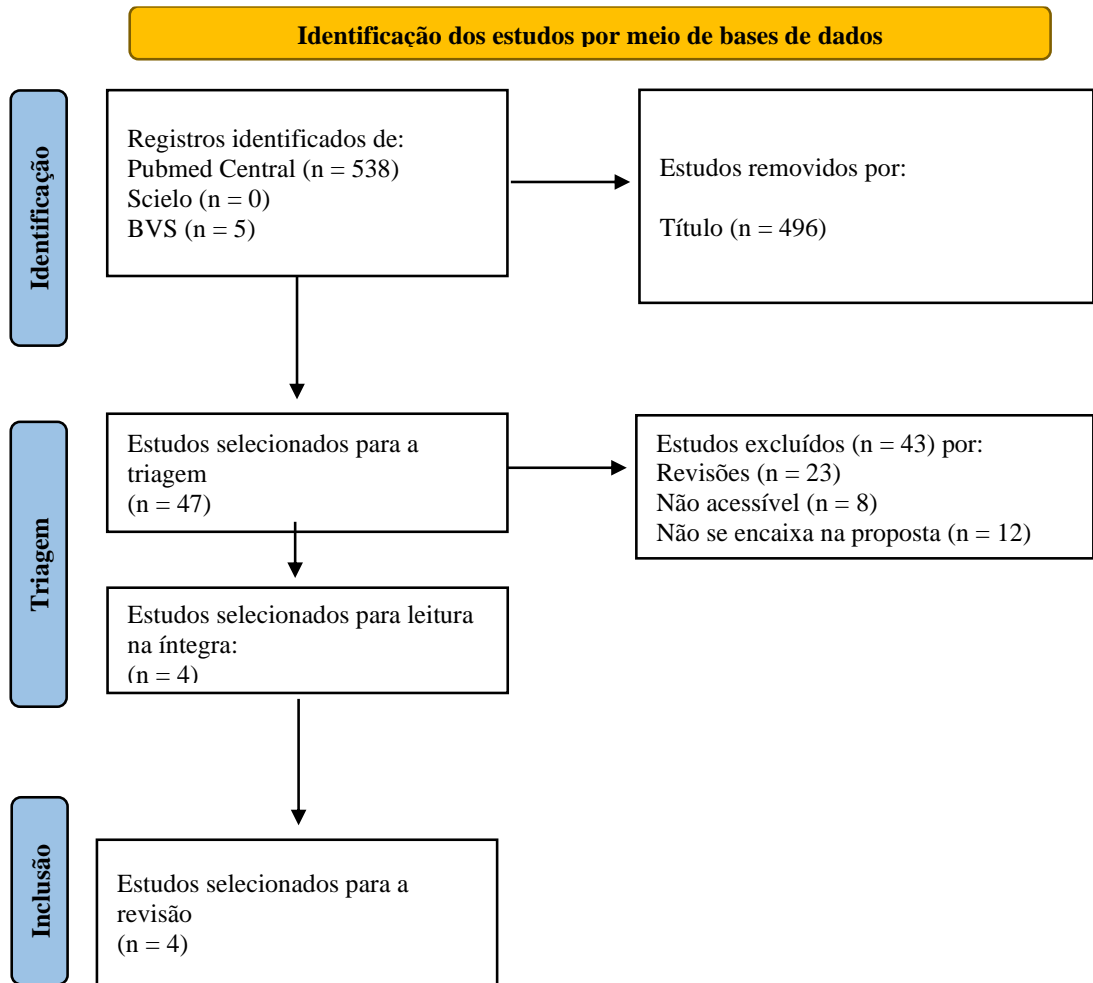 Identificação dos estudos por meio de bases de dados
Identificação
Registros identificados de:
Pubmed Central (n = 538)
Scielo (n = 0)
BVS (n = 5)
Estudos removidos por:
Título (n = 496)
Triagem
Estudos selecionados para a
triagem
(n = 47)
Estudos excluídos (n = 43) por:
Revisões (n = 23)
Não acessível (n = 8)
Não se encaixa na proposta (n = 12)
Estudos selecionados para leitura
na íntegra:
(n = 4)
Inclusão
Estudos selecionados para a
revisão
(n = 4)